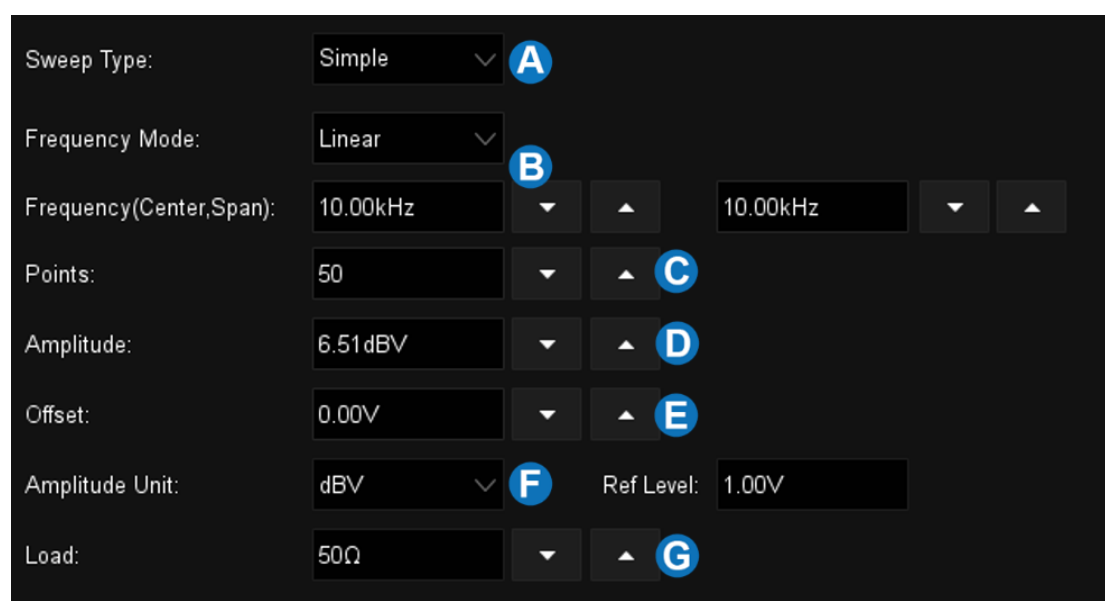 Sweep Type: Simple A
Frequency Mode: Linear
B
Frequency(Center,Span): 10.00kHz 10.00kHz
Points: 50 C
Amplitude: 6.51dBV D
Offset: 0.00V E
Amplitude Unit: dBV F Ref Level: 1.00V
Load: 50Ω G